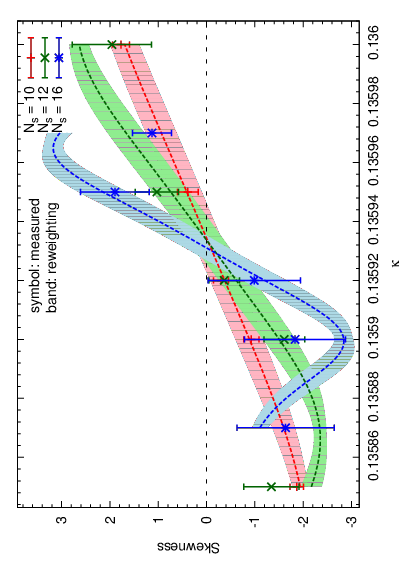 N_s = 10
N_s = 12
N_s = 16
symbol: measured
band: reweighting
Skewness
3
2
1
0
-1
-2
-3
0.13586
0.13588
0.1359
0.13592
0.13594
0.13596
0.13598
0.136
κ